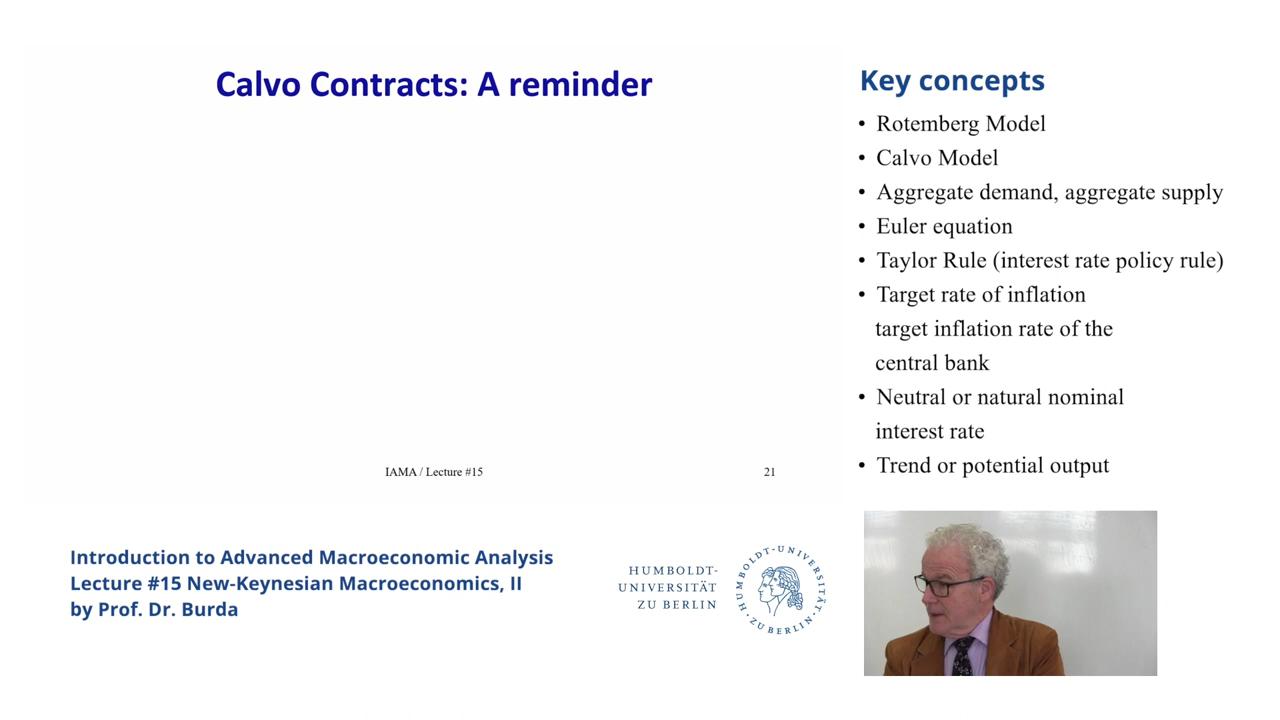 Calvo Contracts: A reminder
IAMA / Lecture #15
21
Key concepts
• Rotemberg Model
• Calvo Model
• Aggregate demand, aggregate supply
• Euler equation
• Taylor Rule (interest rate policy rule)
• Target rate of inflation
target inflation rate of the
central bank
• Neutral or natural nominal
interest rate
• Trend or potential output
Introduction to Advanced Macroeconomic Analysis
Lecture #15 New-Keynesian Macroeconomics, II
by Prof. Dr. Burda
HUMBOLDT-
UNIVERSITÄT
ZU BERLIN
HUMBOLDT-UNIVERSITÄT · ZU BERLIN ·